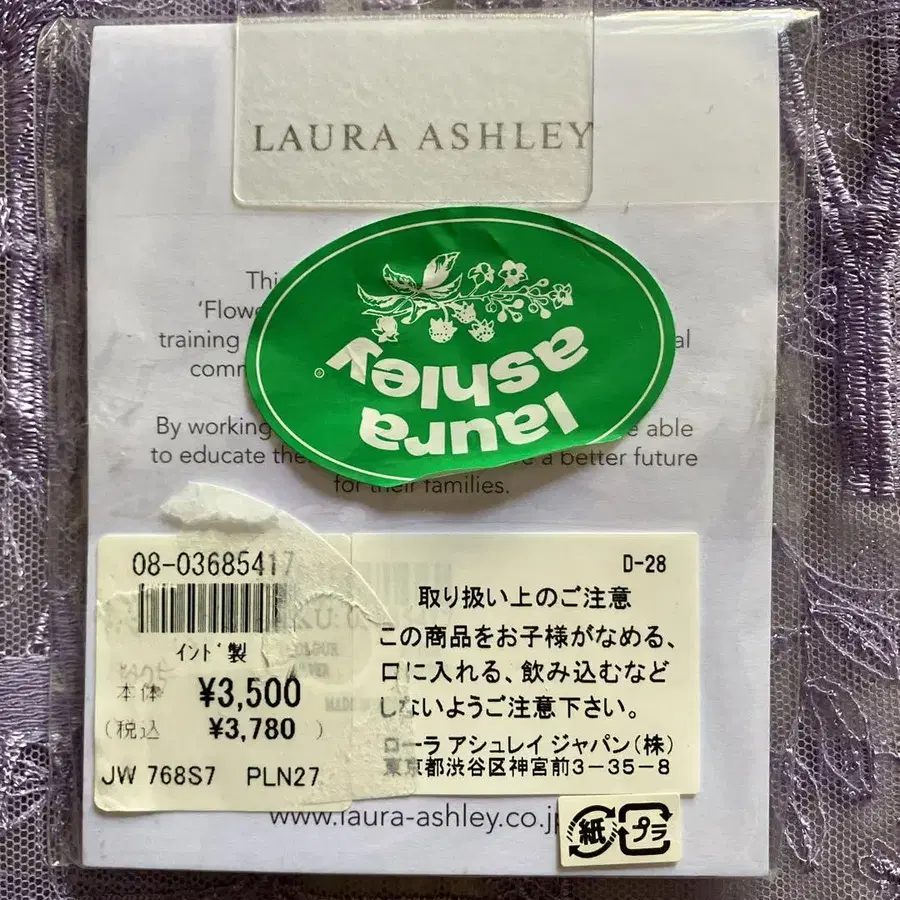 LAURA ASHLEY
Thi
'Flowe
training al
comm
laura
ashley
By working e able
to educate the e a better future
for their families.
08-03685417
インド製
本体 ¥3,500
(税込 ¥3,780 )
JW 768S7 PLN27
D-28
取り扱い上のご注意
この商品をお子様がなめる、
口に入れる、飲み込むなど
しないようご注意下さい。
ローラ アシュレイ ジャパン(株)
東京都渋谷区神宮前3-35-8
www.laura-ashley.co.jp
紙 プラ